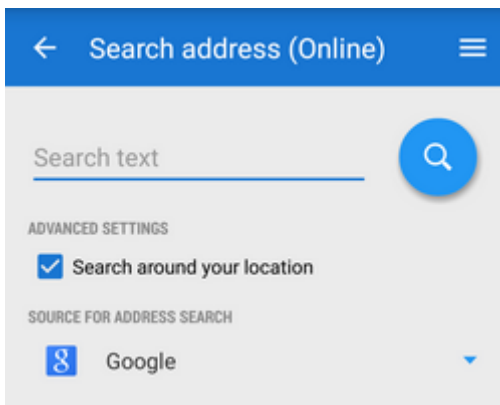 Search address (Online)
Search text
ADVANCED SETTINGS
Search around your location
SOURCE FOR ADDRESS SEARCH
8 Google